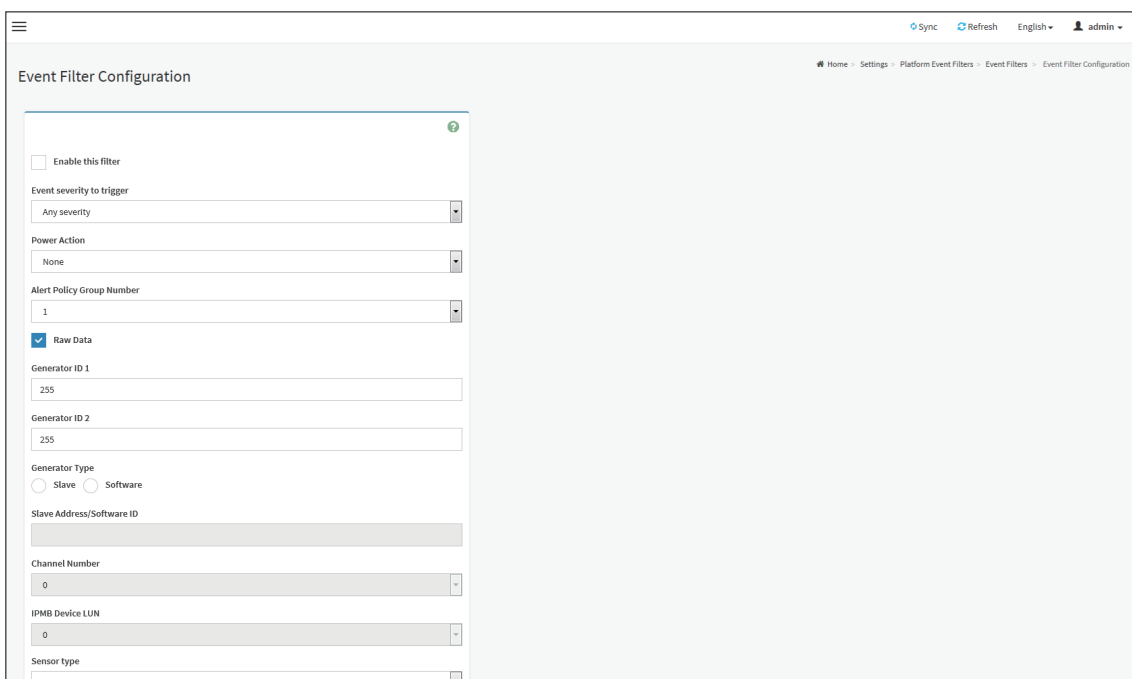 Sync Refresh English admin
Event Filter Configuration
Home > Settings > Platform Event Filters > Event Filters > Event Filter Configuration
Enable this filter
Event severity to trigger
Any severity
Power Action
None
Alert Policy Group Number
1
Raw Data
Generator ID 1
255
Generator ID 2
255
Generator Type
Slave Software
Slave Address/Software ID
Channel Number
0
IPMB Device LUN
0
Sensor type